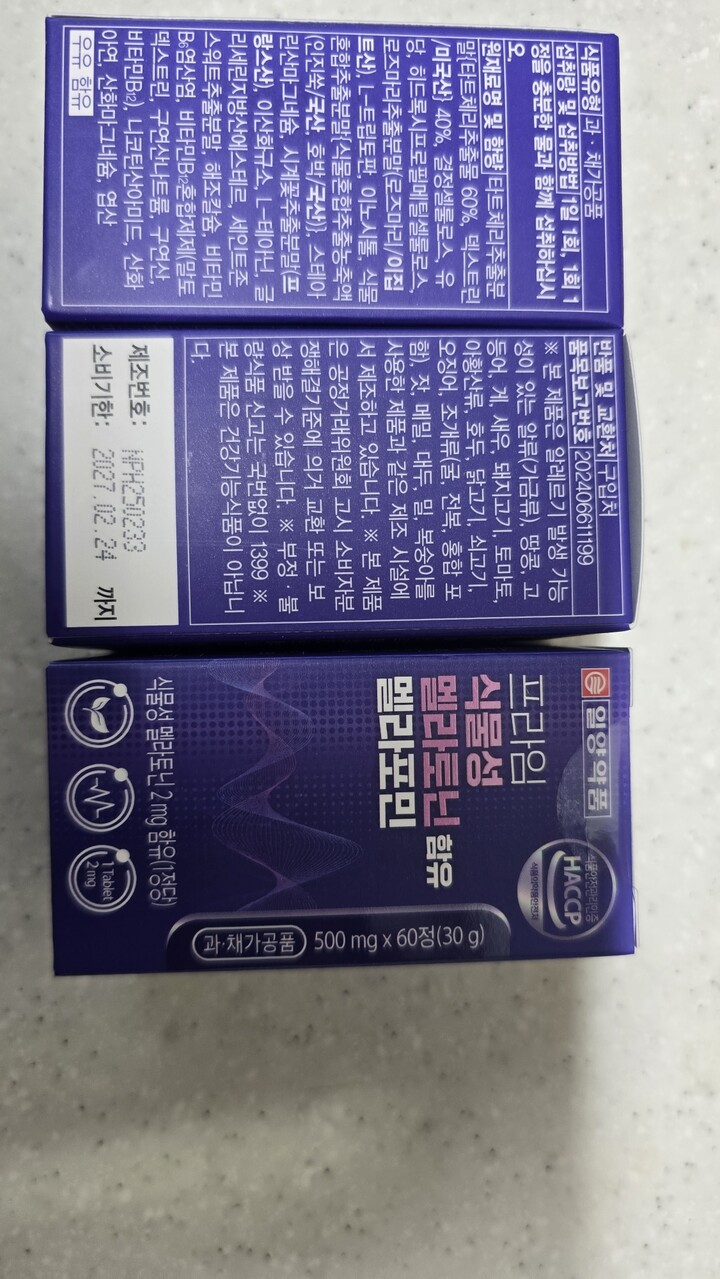 식품유형 과·채가공품
섭취량 및 섭취방법 1일 1회, 1회 1
정을 충분한 물과 함께 섭취하십시
오.
원재료명 및 함량 타트체리추출분
말{타트체리추출물 60%, 덱스트린
/미국산} 40%, 결정셀룰로스, 유
당, 히드록시프로필메틸셀룰로스,
로즈마리추출분말(로즈마리/이집
트산), L-트립토판, 이노시톨, 식물
혼합추출분말{식물혼합추출농축액
(인진쑥/국산, 호박/국산)}, 스테아
린산마그네슘, 시계꽃추출분말(프
랑스산), 이산화규소, L-테아닌, 글
리세린지방산에스테르, 세인트존
스워트추출분말, 해조칼슘, 비타민
B₆염산염, 비타민B₁₂혼합제제(말토
덱스트린, 구연산나트륨, 구연산,
비타민B₁₂), 니코틴산아미드, 산화
아연, 산화마그네슘, 염산
우유 함유
반품 및 교환처 구입처
품목보고번호 202406611199
※ 본 제품은 알레르기 발생 가능
성이 있는 알류(가금류), 땅콩, 고
등어, 게, 새우, 돼지고기, 토마토,
아황산류, 호두, 닭고기, 쇠고기,
오징어, 조개류(굴, 전복, 홍합 포
함), 잣, 메밀, 대두, 밀, 복숭아를
사용한 제품과 같은 제조 시설에
서 제조하고 있습니다. ※ 본 제품
은 공정거래위원회 고시 소비자분
쟁해결기준에 의거 교환 또는 보
상 받을 수 있습니다. ※ 부정·불
량식품 신고는 국번없이 1399 ※
본 제품은 건강기능식품이 아닙니
다.
제조번호: NPH250233
소비기한: 2027.02.24 까지
일양약품
식품안전관리인증
HACCP
식품의약품안전처
프라임
식물성
멜라토닌 함유
멜라포민
식물성 멜라토닌 2 mg 함유(1정당)
1 Tablet
2 mg
과·채가공품 500 mg x 60정(30 g)